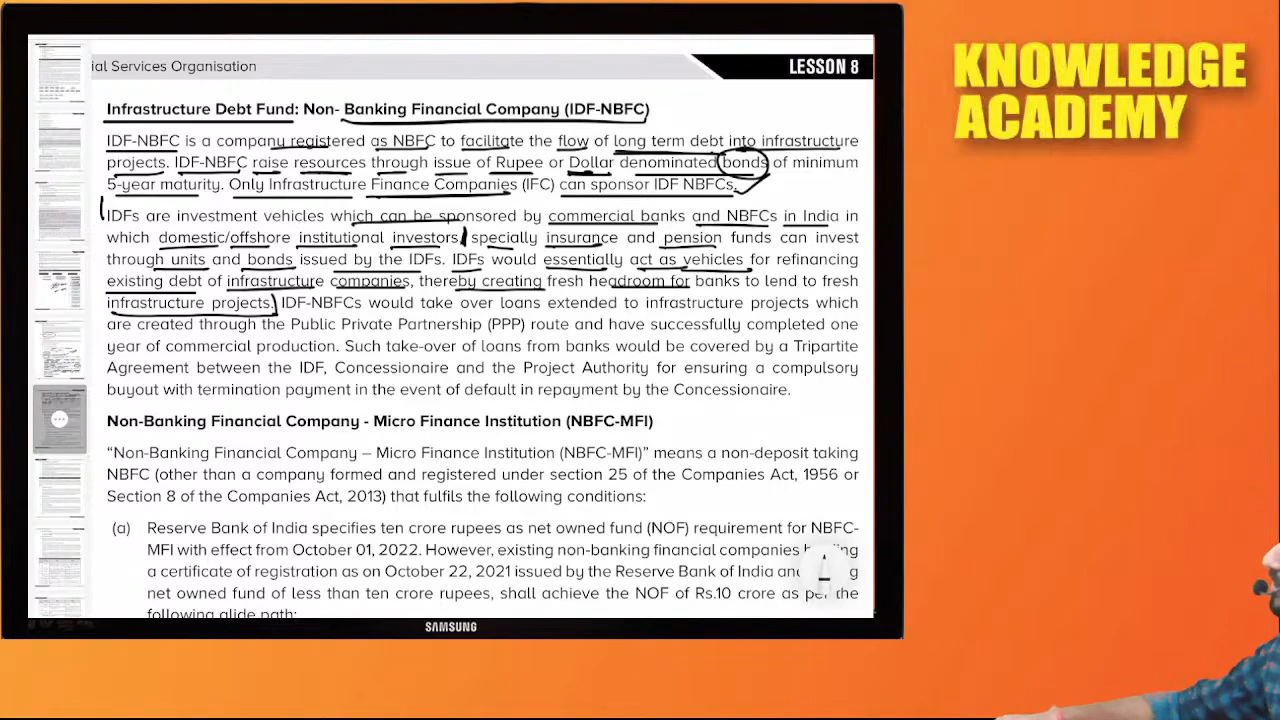 KNOWLEDGE
ACADEMY
ial Services Organisation
LESSON 8
Infrastructure Debt Fund: Non-Banking Financial Company (IDF-NBFC)
IDF-NBFC is a company registered as NBFC to facilitate the flow of long term debt into infrastructure
projects. IDF-NBFC raise resources through issue of Rupee or Dollar denominated bonds of minimum
5 year maturity. Only Infrastructure Finance Companies (IFC) can sponsor IDF-NBFCs.
IDFs are investment vehicles which can be sponsored by commercial banks and NBFCs in India in
which domestic/offshore institutional investors, specially insurance and pension funds can invest
through units and bonds issued by the IDFs. IDFs would essentially act as vehicles for refinancing
existing debt of infrastructure companies, thereby creating fresh headroom for banks to lend to fresh
infrastructure projects. IDF-NBFCs would take over loans extended to infrastructure projects which
are created through the Public Private Partnership (PPP) route and have successfully completed one
year of commercial production. Such take-over of loans from banks would be covered by a Tripartite
Agreement between the IDF, Concessionaire and the Project Authority for ensuring a compulsory
buyout with termination payment in the event of default in repayment by the Concessionaire.
Non-Banking Financial Company - Micro Finance Institution (NBFC-MFI)
"Non-Banking Financial Company – Micro Finance Institution (NBFC-MFI)" means a non-deposit taking
NBFC (other than a company registered under Section 25 of the Companies Act, 1956 or
Section 8 of the Companies Act, 2013) that fulfils the following conditions:
(a) Reserve Bank of India specifies ten crore rupees as net owned fund (NOF) requirement for NBFC-
MFI with effect from October 01, 2022. However, existing non-banking financial companies
a certificate of registration on October 22, 2021 issued by the Reserve Bank of India and
net owned fund of less than ten crore rupees, shall achieve the NOF of Rs.10 crore as per the
following glide path:
SAMSUNG